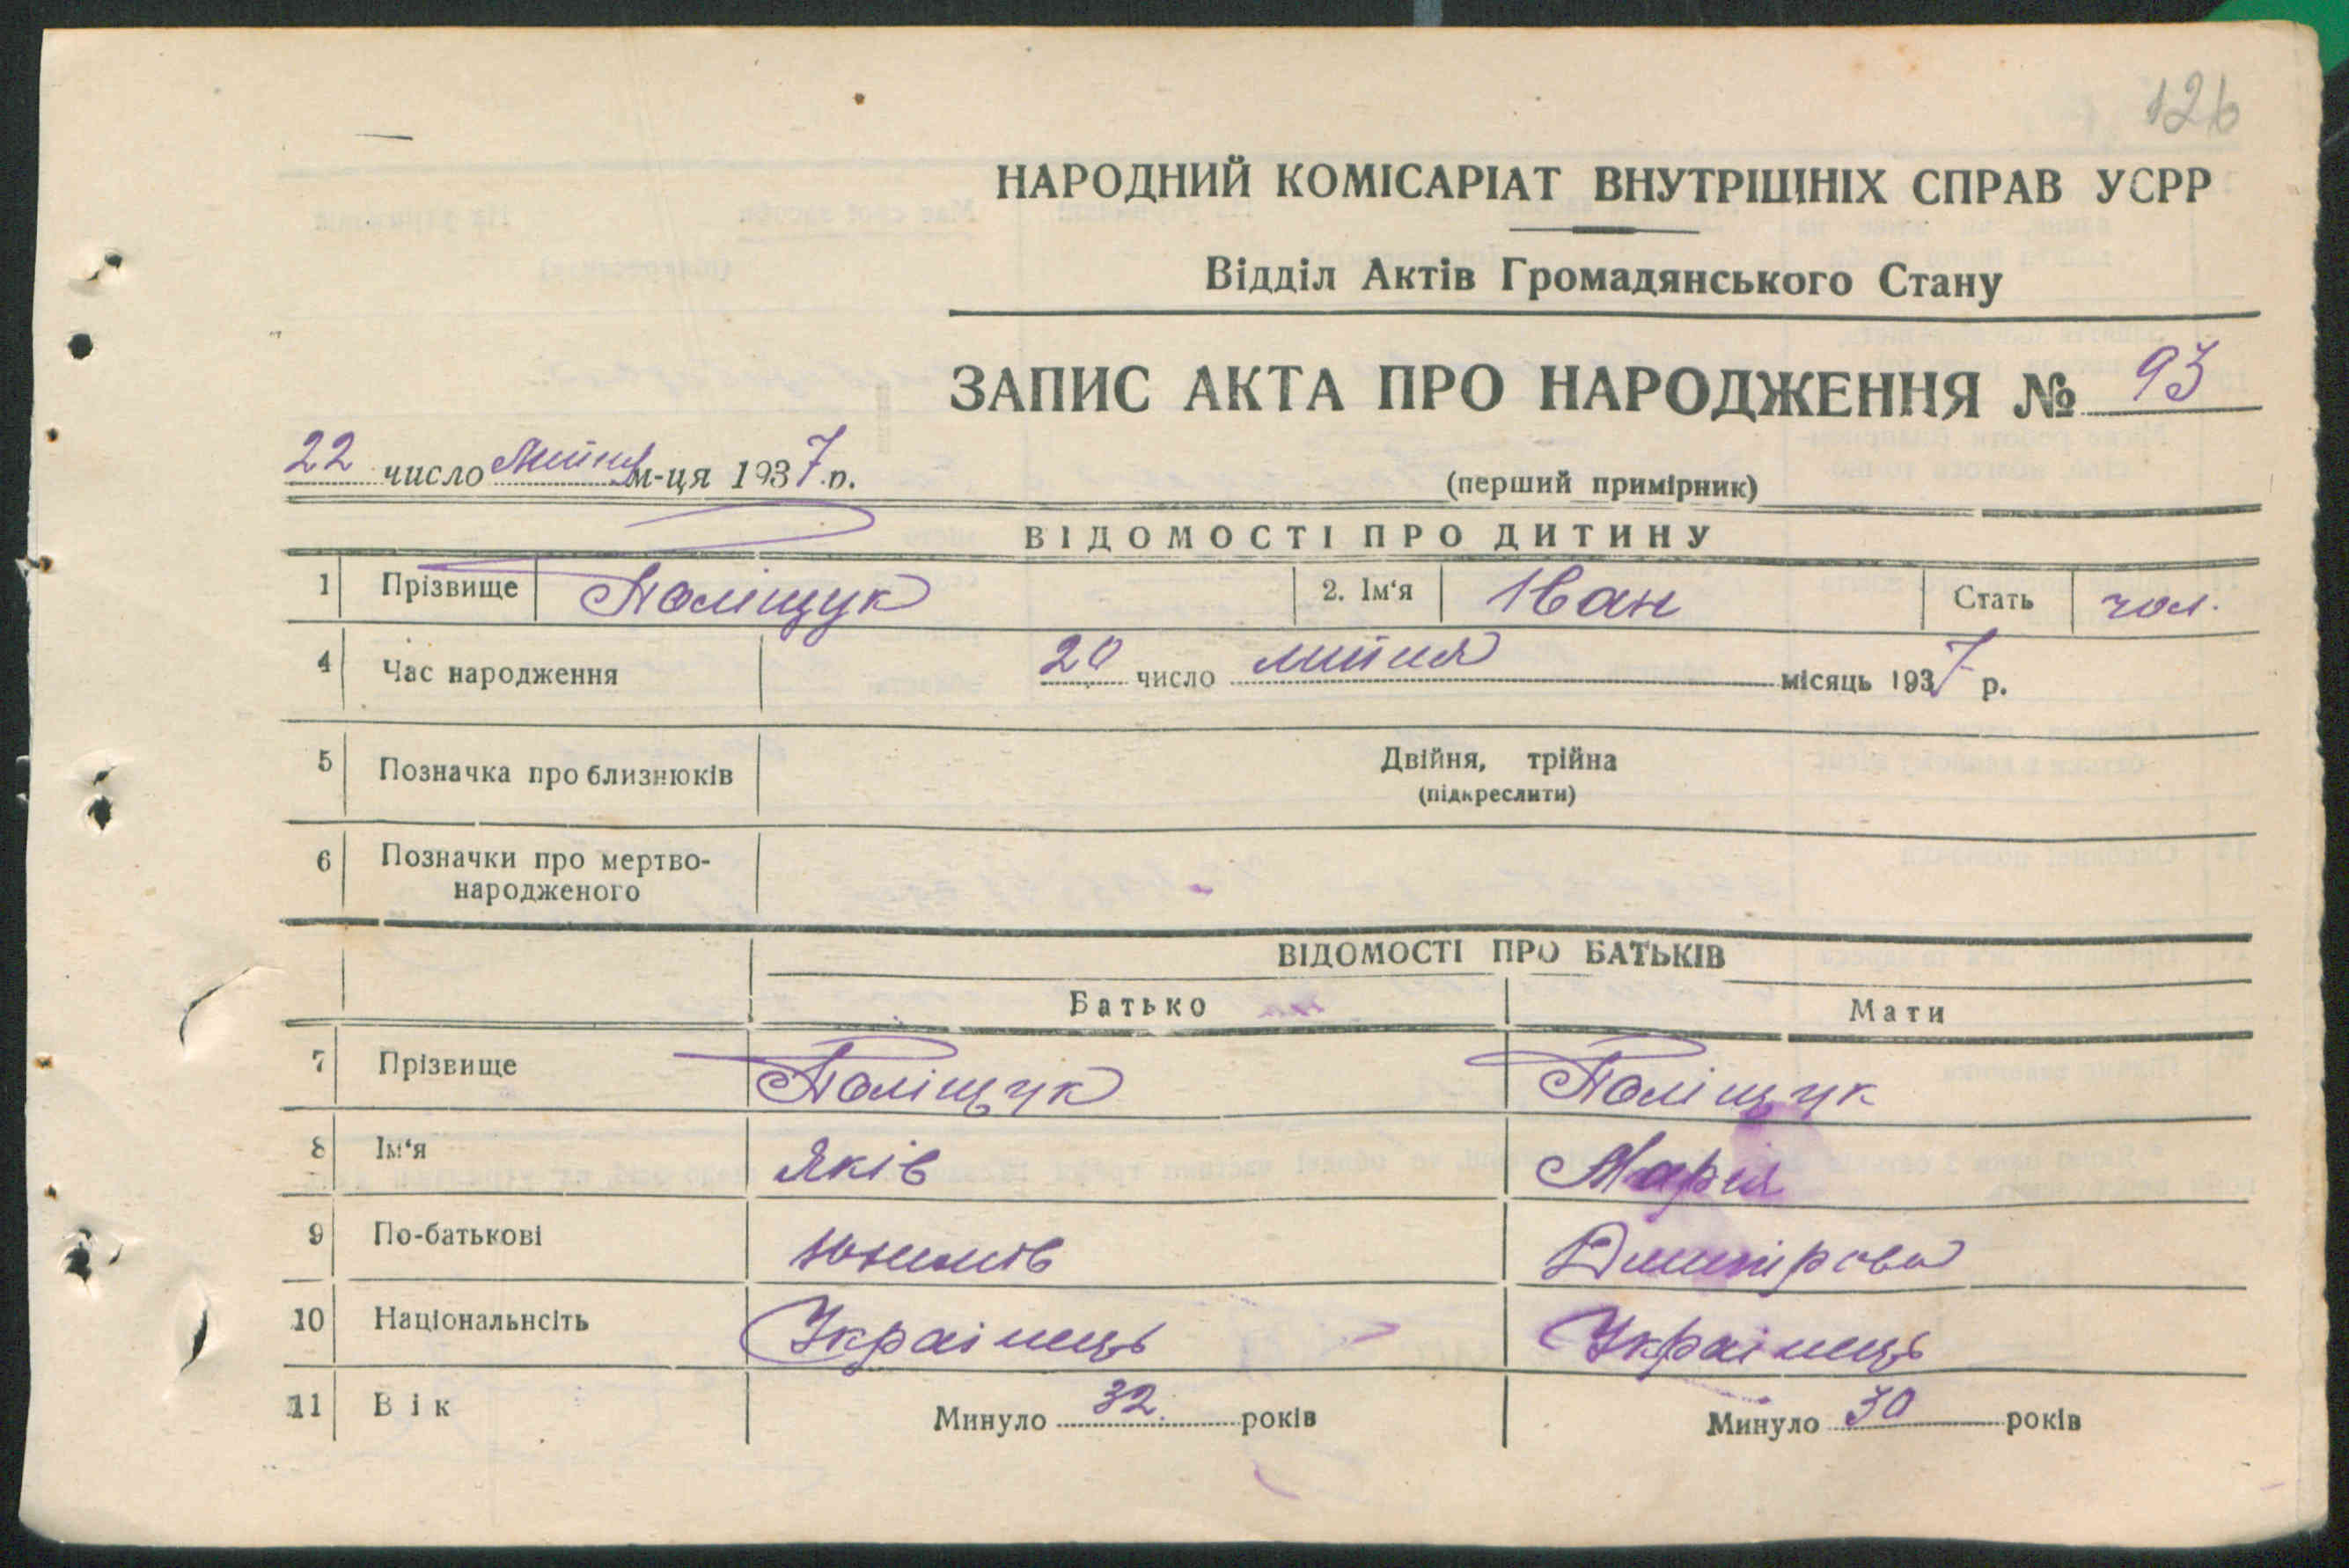 126
НАРОДНИЙ КОМІСАРІАТ ВНУТРІШНІХ СПРАВ УСРР
Відділ Актів Громадянського Стану
ЗАПИС АКТА ПРО НАРОДЖЕННЯ № 93
22 число липня м-ця 1937 р.
(перший примірник)
ВІДОМОСТІ ПРО ДИТИНУ
1 Прізвище Поліщук 2. Ім‘я Іван Стать чол.
4 Час народження 20 число липня місяць 1937 р.
5 Позначка про близнюків Двійня, трійна
(підкреслити)
6 Позначки про мертво-
народженого
ВІДОМОСТІ ПРО БАТЬКІВ
Батько Мати
7 Прізвище Поліщук Поліщук
8 Ім‘я Яків Марія
9 По-батькові Дмитрова
10 Національнсіть Українець Українець
11 Вік Минуло 32 років Минуло 30 років